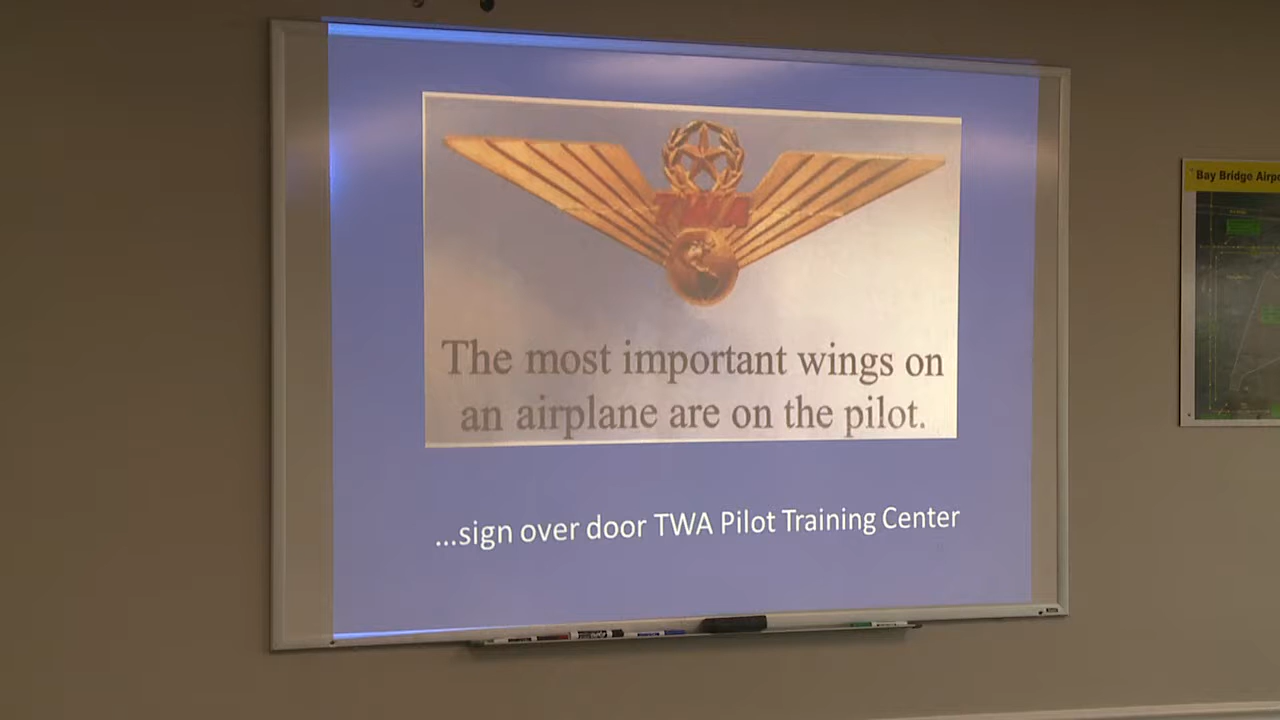 TWA
The most important wings on
an airplane are on the pilot.
...sign over door TWA Pilot Training Center
Bay Bridge Airpo